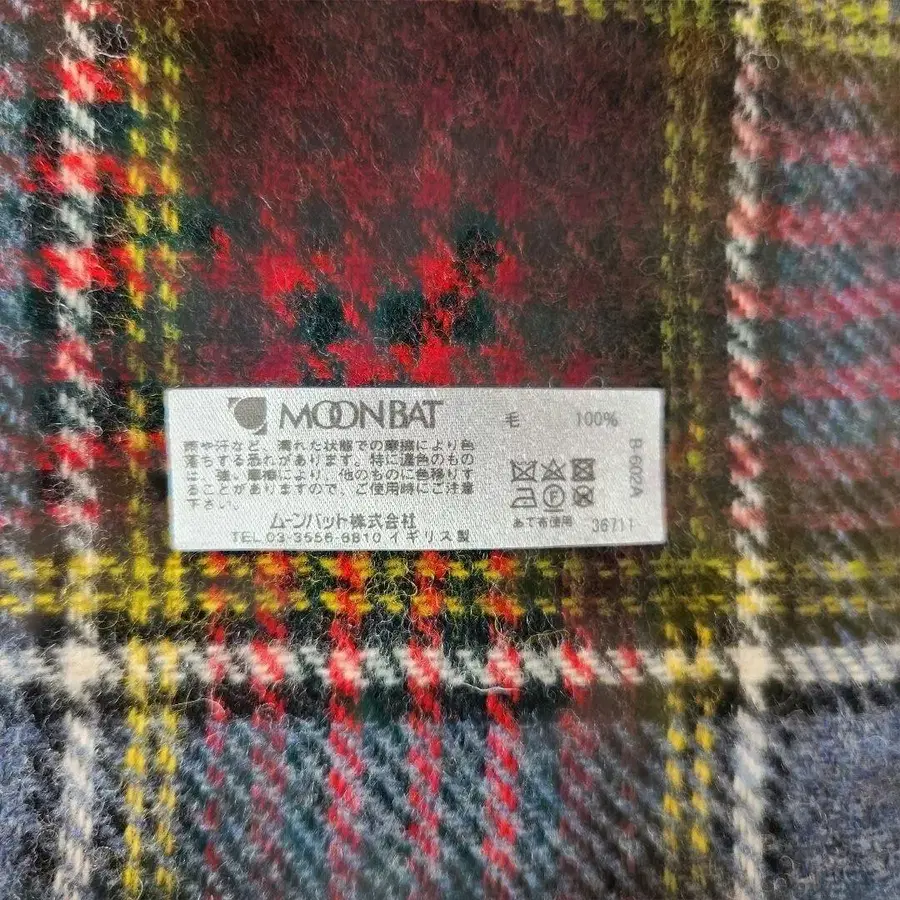 MOONBAT
毛 100%
雨や汗など、濡れた状態での摩擦により色
落ちする恐れがあります。特に濃色のもの
は、強い摩擦により、他のものに色移りす
ることがありますので、ご使用時にご注意
下さい。
ムーンバット株式会社
TEL.03-3556-6810 イギリス製
B-602A
F
あて布使用 36711